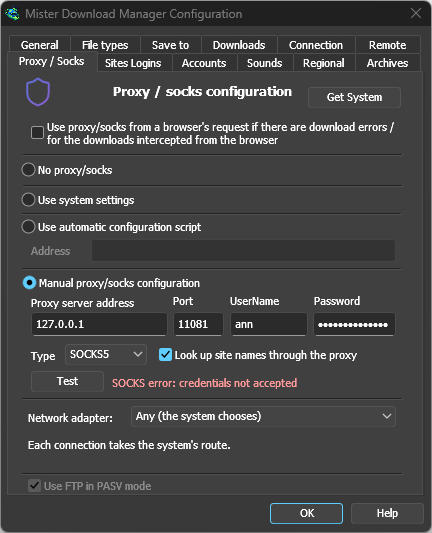 Mister Download Manager Configuration
General File types Save to Downloads Connection Remote
Proxy / Socks Sites Logins Accounts Sounds Regional Archives
Proxy / socks configuration
Get System
Use proxy/socks from a browser's request if there are download errors /
for the downloads intercepted from the browser
No proxy/socks
Use system settings
Use automatic configuration script
Address
Manual proxy/socks configuration
Proxy server address Port UserName Password
127.0.0.1 11081 ann ••••••••••••••
Type SOCKS5 Look up site names through the proxy
Test SOCKS error: credentials not accepted
Network adapter: Any (the system chooses)
Each connection takes the system's route.
Use FTP in PASV mode
OK Help